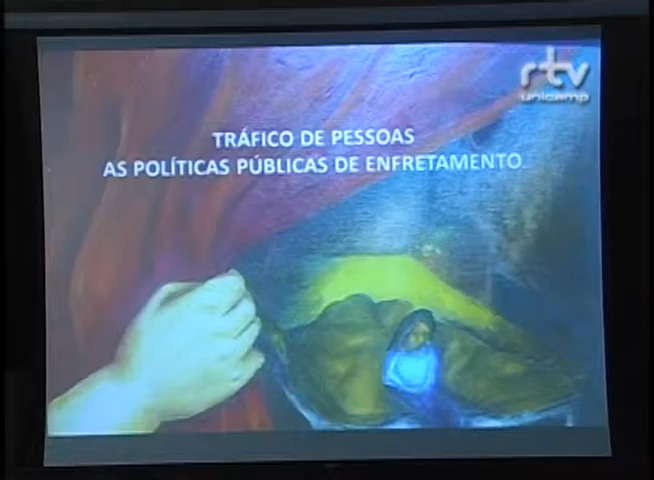 rtv
unicamp
TRÁFICO DE PESSOAS
AS POLÍTICAS PÚBLICAS DE ENFRETAMENTO